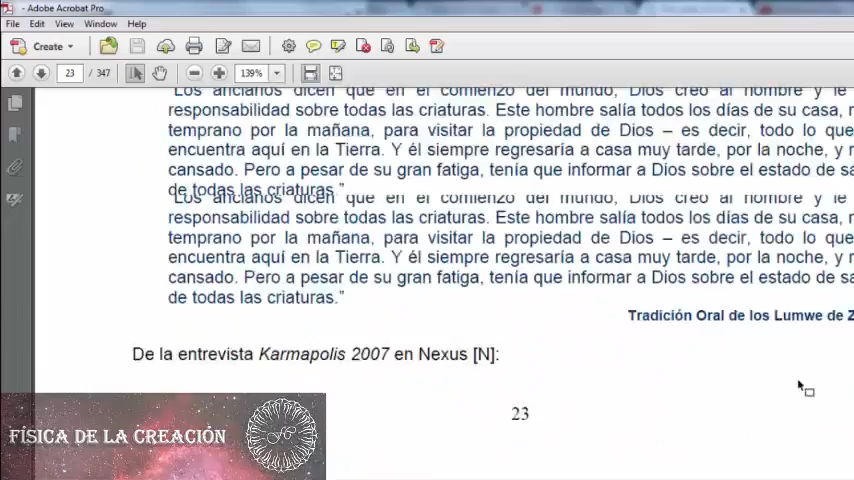 - Adobe Acrobat Pro
File Edit View Window Help
Create
23 / 347 139%
"Los ancianos dicen que en el comienzo del mundo, Dios creó al hombre y le
responsabilidad sobre todas las criaturas. Este hombre salía todos los días de su casa,
temprano por la mañana, para visitar la propiedad de Dios – es decir, todo lo que
encuentra aquí en la Tierra. Y él siempre regresaría a casa muy tarde, por la noche, y
cansado. Pero a pesar de su gran fatiga, tenía que informar a Dios sobre el estado de
de todas las criaturas."
"Los ancianos dicen que en el comienzo del mundo, Dios creó al hombre y le
responsabilidad sobre todas las criaturas. Este hombre salía todos los días de su casa,
temprano por la mañana, para visitar la propiedad de Dios – es decir, todo lo que
encuentra aquí en la Tierra. Y él siempre regresaría a casa muy tarde, por la noche, y
cansado. Pero a pesar de su gran fatiga, tenía que informar a Dios sobre el estado de
de todas las criaturas."
Tradición Oral de los Lumwe de
De la entrevista Karmapolis 2007 en Nexus [N]:
23
FÍSICA DE LA CREACIÓN